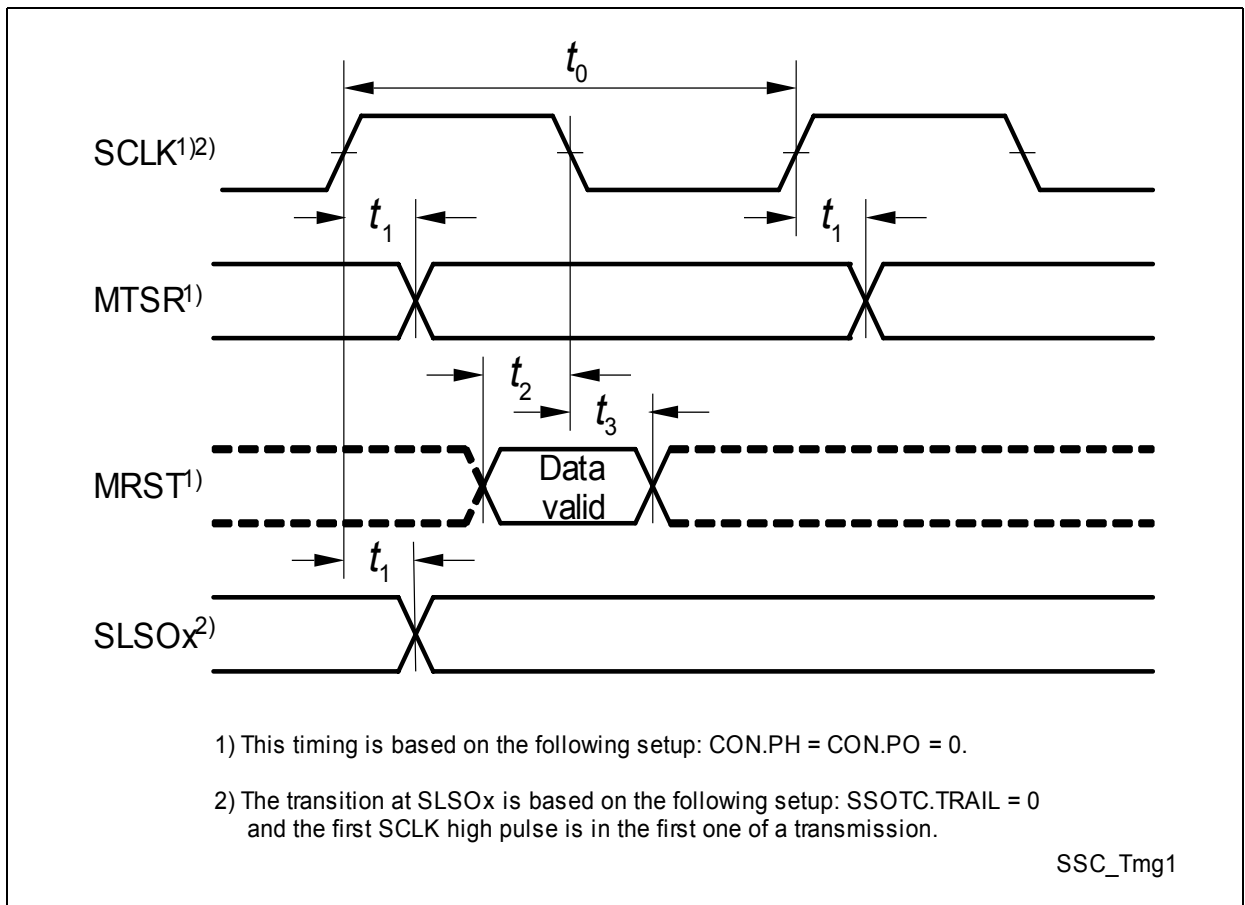 t0
SCLK1)2)
t1 t1
MTSR1)
t2
t3
MRST1) Data
valid
t1
SLSOx2)
1) This timing is based on the following setup: CON.PH = CON.PO = 0.
2) The transition at SLSOx is based on the following setup: SSOTC.TRAIL = 0
and the first SCLK high pulse is in the first one of a transmission.
SSC_Tmg1